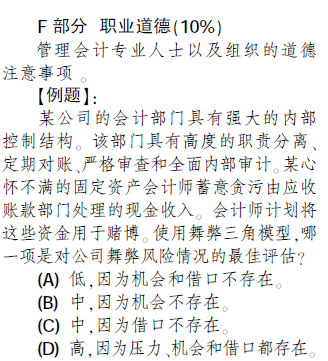 F 部分 职业道德(10%)
管理会计专业人士以及组织的道德
注意事项。
【例题】:
某公司的会计部门具有强大的内部
控制结构。该部门具有高度的职责分离、
定期对账、严格审查和全面内部审计。某心
怀不满的固定资产会计师蓄意贪污由应收
账款部门处理的现金收入。会计师计划将
这些资金用于赌博。使用舞弊三角模型,哪
一项是对公司舞弊风险情况的最佳评估?
(A) 低,因为机会和借口不存在。
(B) 中,因为机会不存在。
(C) 中,因为借口不存在。
(D) 高,因为压力、机会和借口都存在。